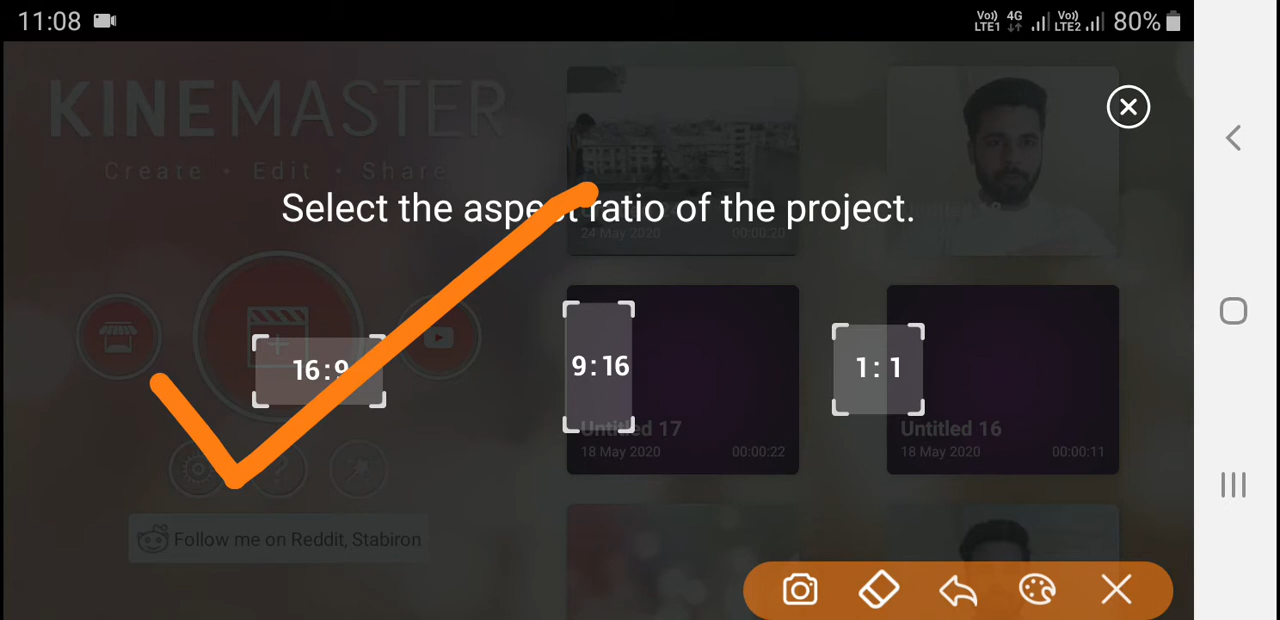 11:08
Vo)) LTE1 4G Vo)) LTE2 80%
KINEMASTER
Create • Edit • Share
Select the aspect ratio of the project.
24 May 2020 00:00:20
16:9
9:16
1:1
Untitled 17
18 May 2020 00:00:22
Untitled 16
18 May 2020 00:00:11
Follow me on Reddit, Stabiron